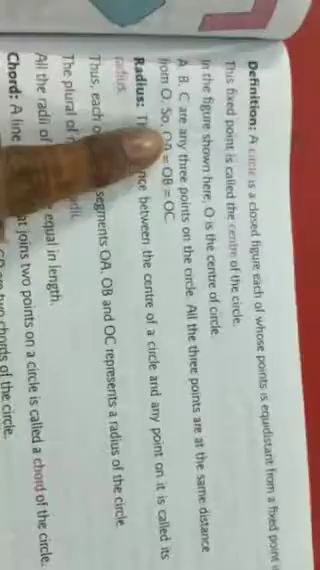 Definition: A circle is a closed figure each of whose points is equidistant from a fixed point
This fixed point is called the centre of the circle.
In the figure shown here, O is the centre of circle.
A, B, C are any three points on the circle. All the three points are at the same distance
from O. So, OA = OB = OC.
Radius: between the centre of a circle and any point on it is called its
radius.
Thus, each segments OA, OB and OC represents a radius of the circle.
The plural of
All the radii of equal in length.
Chord: A line joins two points on a circle is called a chord of the circle.
two chords of the circle.